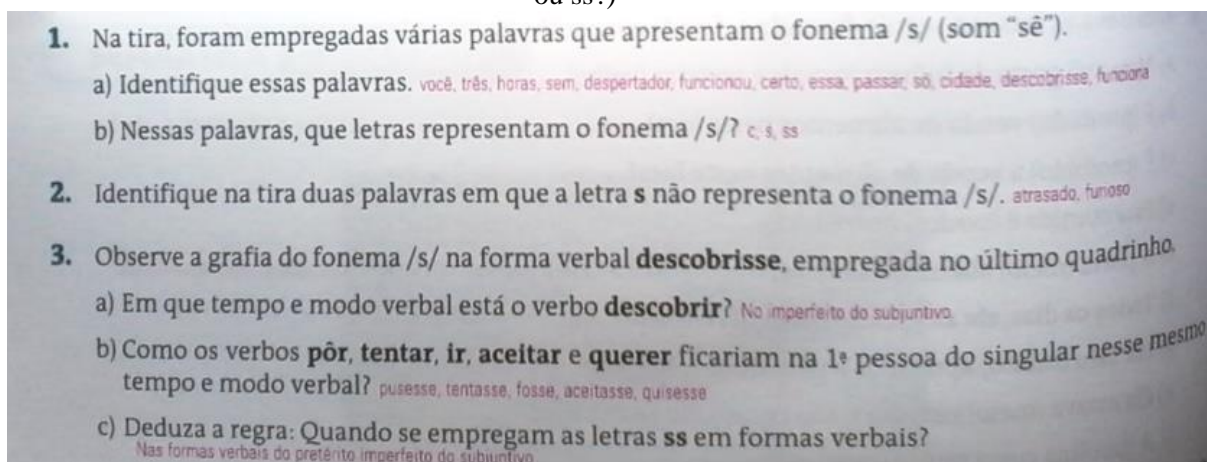 ou ss?)
1. Na tira, foram empregadas várias palavras que apresentam o fonema /s/ (som “sê”).
a) Identifique essas palavras. você, três, horas, sem, despertador, funcionou, certo, essa, passar, só, cidade, descobrisse, funciona
b) Nessas palavras, que letras representam o fonema /s/? c, s, ss
2. Identifique na tira duas palavras em que a letra s não representa o fonema /s/. atrasado, furioso
3. Observe a grafia do fonema /s/ na forma verbal descobrisse, empregada no último quadrinho.
a) Em que tempo e modo verbal está o verbo descobrir? No imperfeito do subjuntivo.
b) Como os verbos pôr, tentar, ir, aceitar e querer ficariam na 1ª pessoa do singular nesse mesmo
tempo e modo verbal? pusesse, tentasse, fosse, aceitasse, quisesse
c) Deduza a regra: Quando se empregam as letras ss em formas verbais?
Nas formas verbais do pretérito imperfeito do subjuntivo